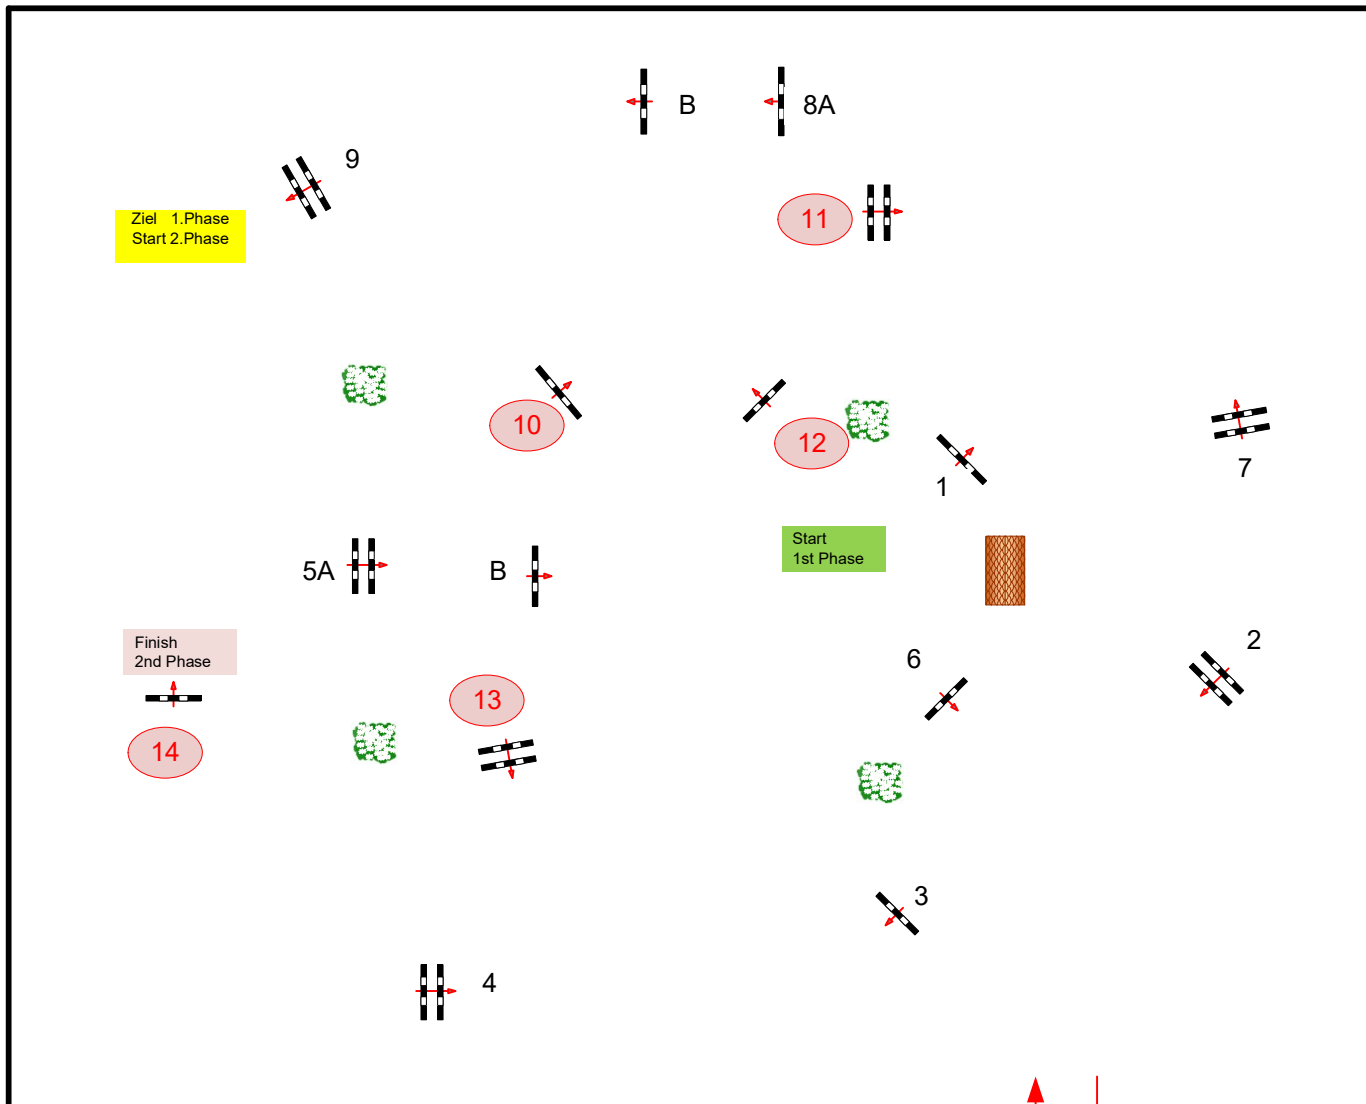 B
8A
9
Ziel 1.Phase
Start 2.Phase
11
10
12
1
7
Start
1st Phase
5A
B
Finish
2nd Phase
6
2
13
14
3
4